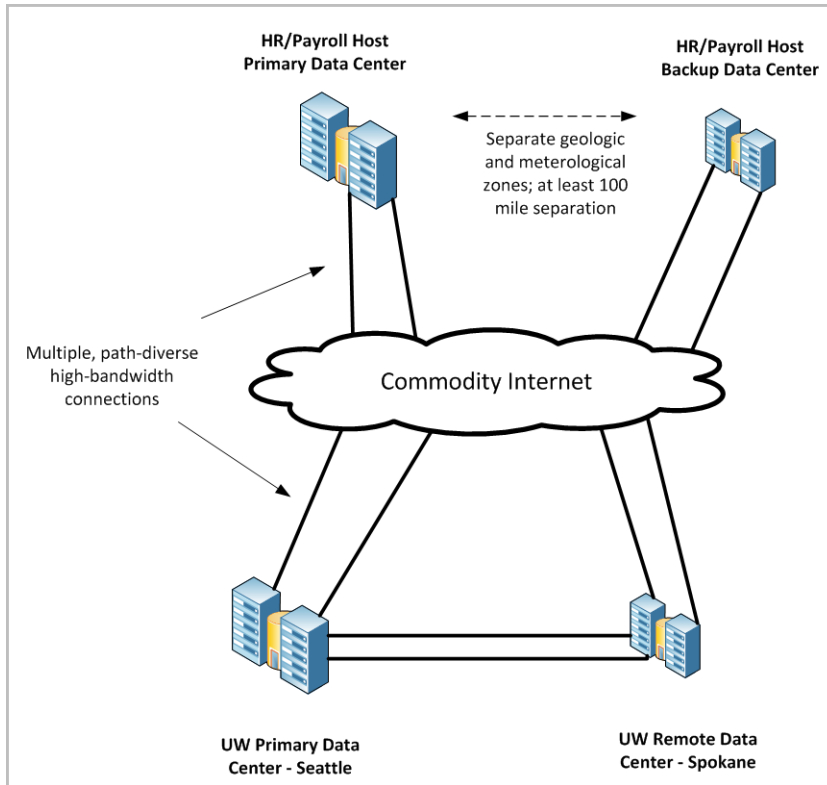 HR/Payroll Host
Primary Data Center
HR/Payroll Host
Backup Data Center
Separate geologic
and meterological
zones; at least 100
mile separation
Multiple, path-diverse
high-bandwidth
connections
Commodity Internet
UW Primary Data
Center - Seattle
UW Remote Data
Center - Spokane